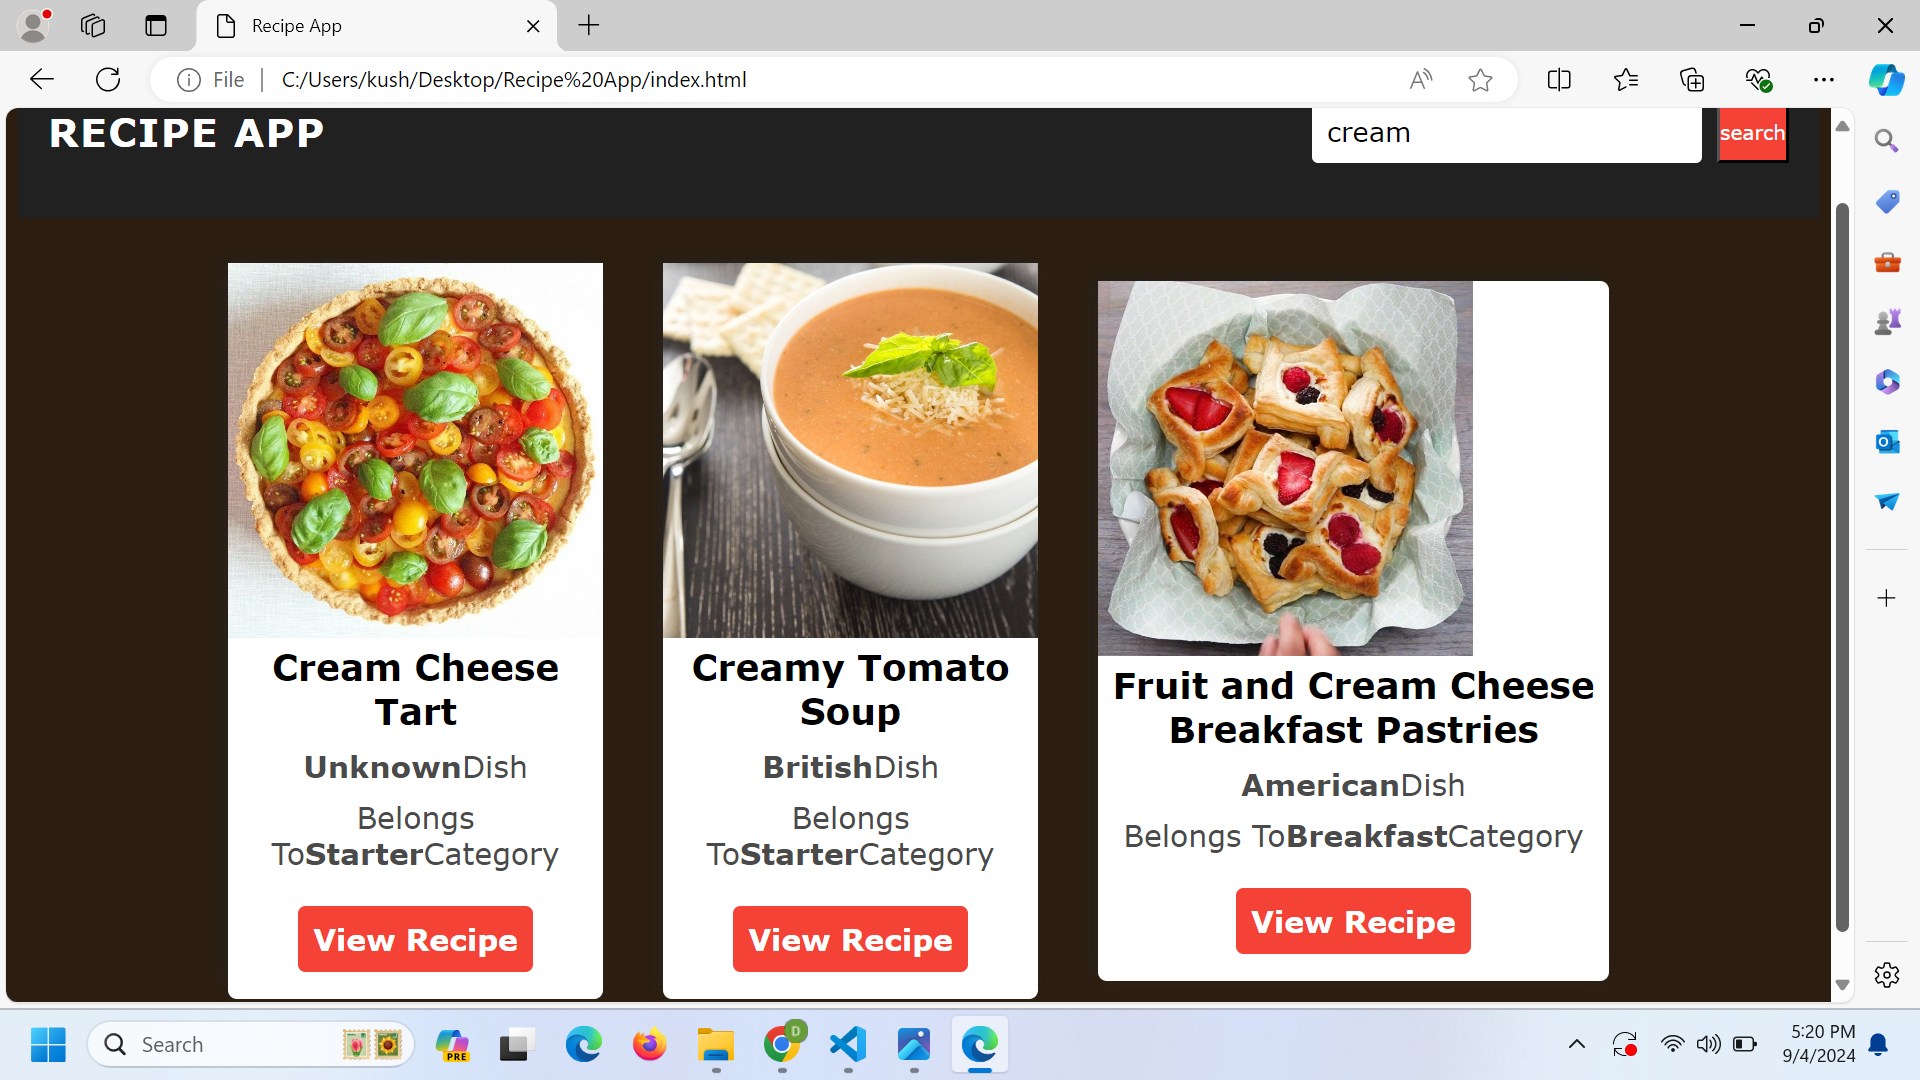 Recipe App
File
C:/Users/kush/Desktop/Recipe%20App/index.html
RECIPE APP
cream
search
Cream Cheese
Tart
UnknownDish
Belongs
ToStarterCategory
View Recipe
Creamy Tomato
Soup
BritishDish
Belongs
ToStarterCategory
View Recipe
Fruit and Cream Cheese
Breakfast Pastries
AmericanDish
Belongs ToBreakfastCategory
View Recipe
Search
PRE
D
5:20 PM
9/4/2024